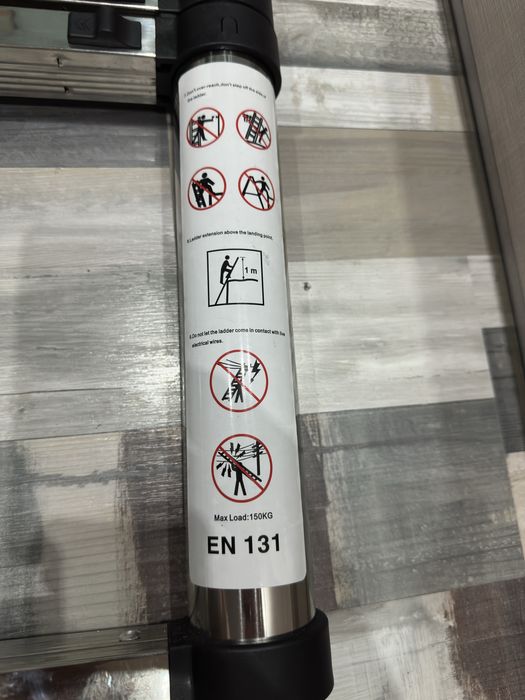 7.Don't over-reach,don't step off the side of
the ladder.
8.Ladder extension above the landing point.
1 m
9.Do not let the ladder come in contact with live
electrical wires.
Max Load:150KG
EN 131